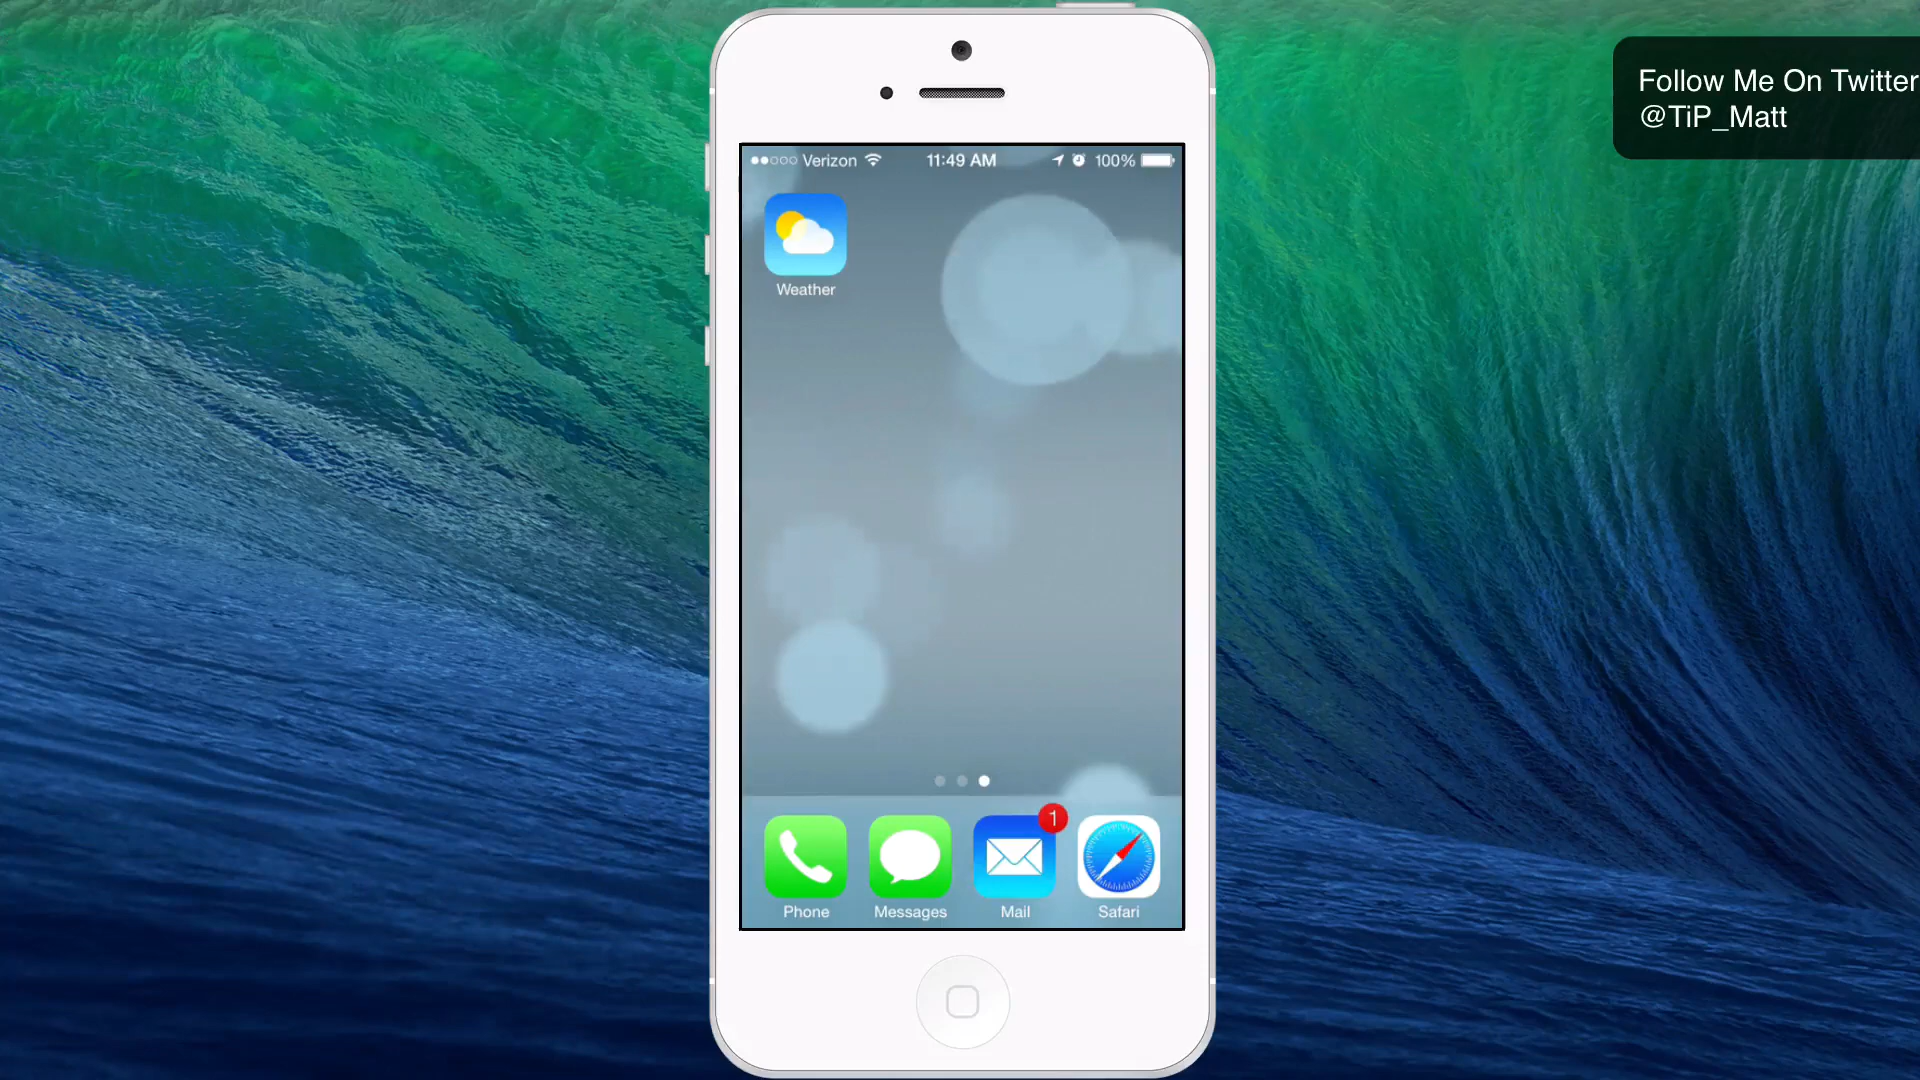 Follow Me On Twitter
@TiP_Matt
Verizon 11:49 AM 100%
Weather
1
Phone Messages Mail Safari